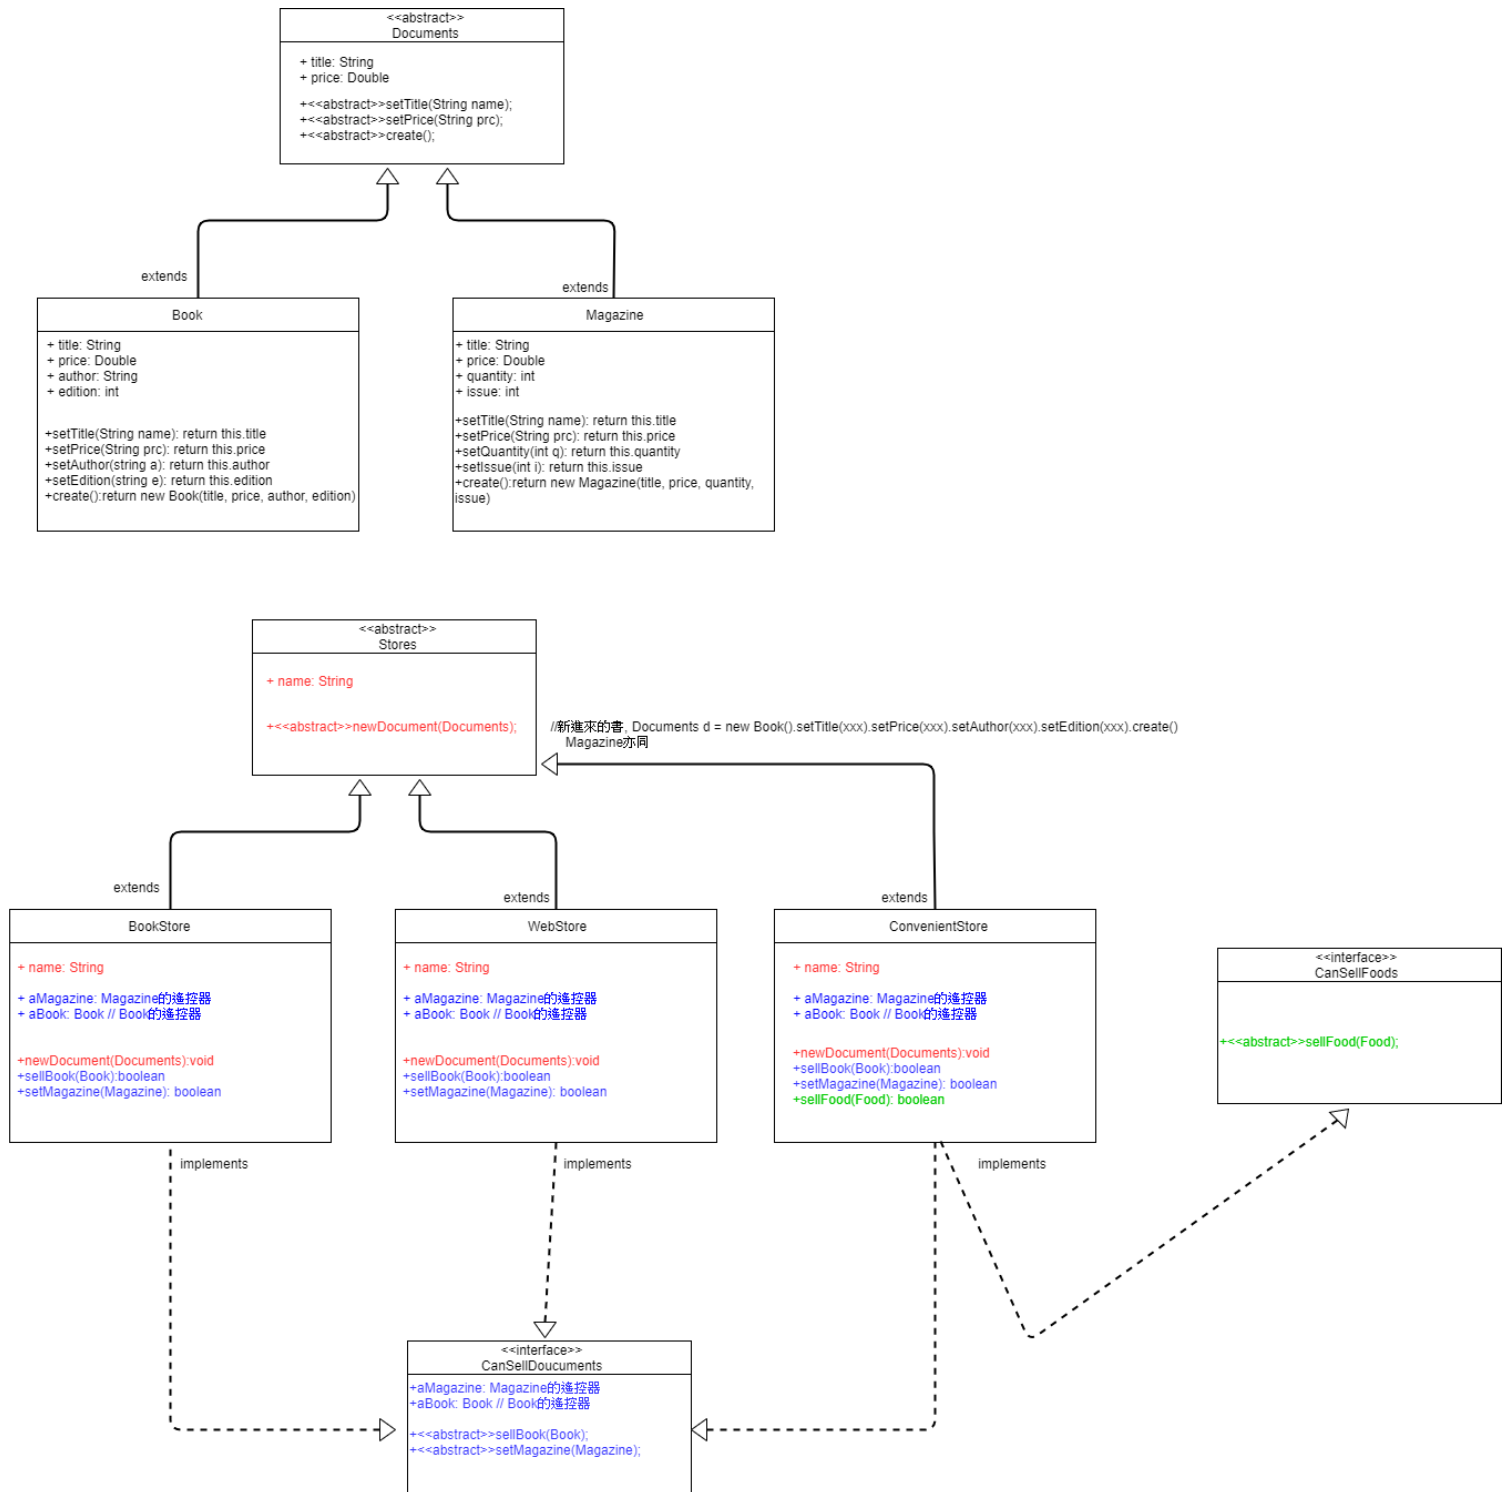 <<abstract>>
Documents
+ title: String
+ price: Double
+<<abstract>>setTitle(String name);
+<<abstract>>setPrice(String prc);
+<<abstract>>create();
extends
extends
Book
+ title: String
+ price: Double
+ author: String
+ edition: int
+setTitle(String name): return this.title
+setPrice(String prc): return this.price
+setAuthor(string a): return this.author
+setEdition(string e): return this.edition
+create():return new Book(title, price, author, edition)
Magazine
+ title: String
+ price: Double
+ quantity: int
+ issue: int
+setTitle(String name): return this.title
+setPrice(String prc): return this.price
+setQuantity(int q): return this.quantity
+setIssue(int i): return this.issue
+create():return new Magazine(title, price, quantity,
issue)
<<abstract>>
Stores
+ name: String
+<<abstract>>newDocument(Documents);
//新進來的書, Documents d = new Book().setTitle(xxx).setPrice(xxx).setAuthor(xxx).setEdition(xxx).create()
Magazine亦同
extends
extends
extends
BookStore
+ name: String
+ aMagazine: Magazine的遙控器
+ aBook: Book // Book的遙控器
+newDocument(Documents):void
+sellBook(Book):boolean
+setMagazine(Magazine): boolean
WebStore
+ name: String
+ aMagazine: Magazine的遙控器
+ aBook: Book // Book的遙控器
+newDocument(Documents):void
+sellBook(Book):boolean
+setMagazine(Magazine): boolean
ConvenientStore
+ name: String
+ aMagazine: Magazine的遙控器
+ aBook: Book // Book的遙控器
+newDocument(Documents):void
+sellBook(Book):boolean
+setMagazine(Magazine): boolean
+sellFood(Food): boolean
<<interface>>
CanSellFoods
+<<abstract>>sellFood(Food);
implements
implements
implements
<<interface>>
CanSellDoucuments
+aMagazine: Magazine的遙控器
+aBook: Book // Book的遙控器
+<<abstract>>sellBook(Book);
+<<abstract>>setMagazine(Magazine);